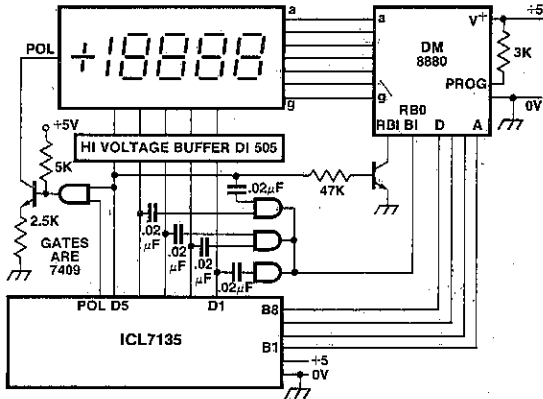 ÷5
a
a
V+
POL
+18888
DM
8880
3K
PROG
g
g
0V
RB0
RBI BI D A
+5V
HI VOLTAGE BUFFER DI 505
5K
.02µF
47K
2.5K
.02
µF
.02
µF
.02
µF
.02µF
GATES
ARE
7409
POL D5 D1
B8
ICL7135
B1
÷5
0V